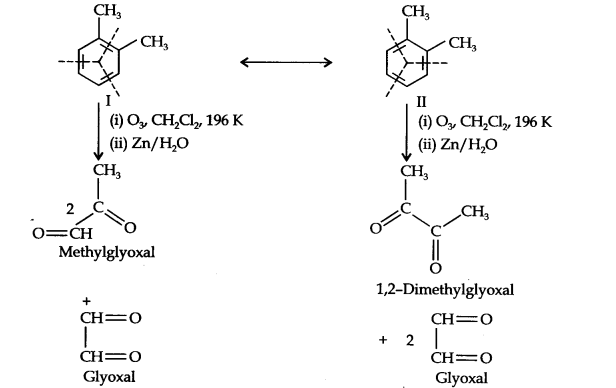 CH₃
CH₃
I
(i) O₃, CH₂Cl₂, 196 K
(ii) Zn/H₂O
CH₃
2
C
O
O=CH
Methylglyoxal
+
CH=O
CH=O
Glyoxal
CH₃
CH₃
II
(i) O₃, CH₂Cl₂, 196 K
(ii) Zn/H₂O
CH₃
C
CH₃
O
C
O
1,2–Dimethylglyoxal
+ 2
CH=O
CH=O
Glyoxal